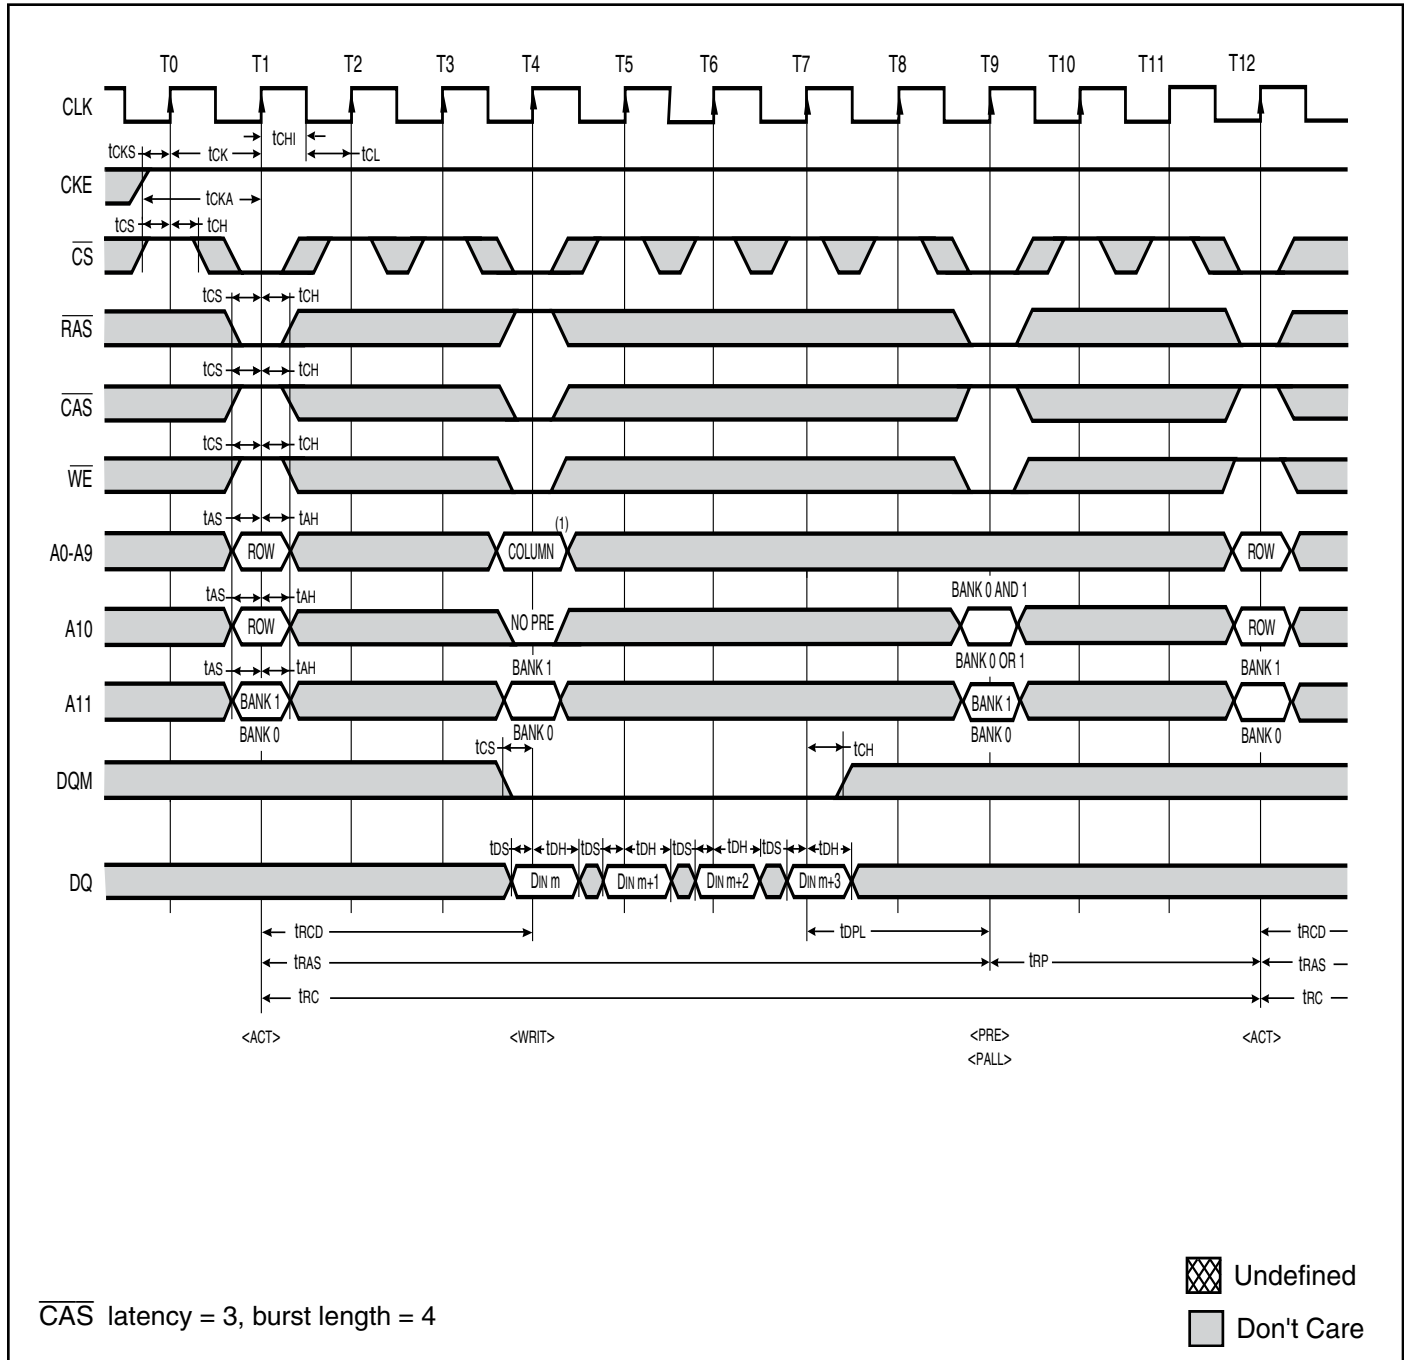 T0 T1 T2 T3 T4 T5 T6 T7 T8 T9 T10 T11 T12
CLK
tCHI
tCKS tCK tCL
CKE
tCKA
tCS tCH
CS
tCS tCH
RAS
tCS tCH
CAS
tCS tCH
WE
tAS tAH (1)
A0-A9 ROW COLUMN ROW
tAS tAH BANK 0 AND 1
A10 ROW NO PRE ROW
tAS tAH BANK 1 BANK 0 OR 1 BANK 1
A11 BANK 1 BANK 1
BANK 0 BANK 0 BANK 0 BANK 0
tCS tCH
DQM
tDS tDH tDS tDH tDS tDH tDS tDH
DQ DIN m DIN m+1 DIN m+2 DIN m+3
tRCD tDPL tRCD
tRAS tRP tRAS
tRC tRC
<ACT> <WRIT> <PRE> <ACT>
<PALL>
Undefined
CAS latency = 3, burst length = 4
Don't Care